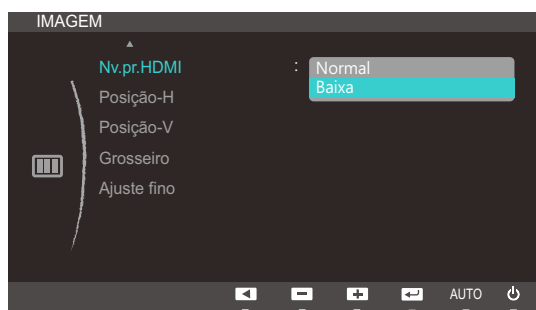 IMAGEM
Nv.pr.HDMI : Normal
Baixa
Posição-H
Posição-V
Grosseiro
Ajuste fino
AUTO